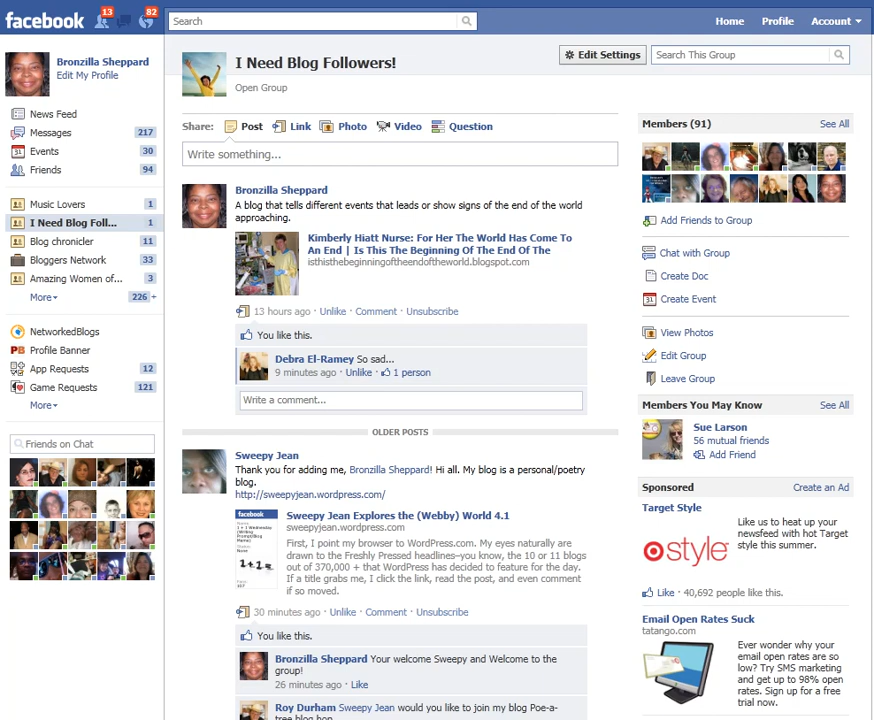 facebook
13
82
Search
Home Profile Account
Bronzilla Sheppard
Edit My Profile
News Feed
Messages 217
Events 30
Friends 94
Music Lovers 1
I Need Blog Foll... 1
Blog chronicler 11
Bloggers Network 33
Amazing Women of... 3
More 226 +
NetworkedBlogs
Profile Banner
App Requests 12
Game Requests 121
More
Friends on Chat
I Need Blog Followers!
Open Group
Edit Settings
Search This Group
Share: Post Link Photo Video Question
Write something...
Bronzilla Sheppard
A blog that tells different events that leads or show signs of the end of the world
approaching.
Kimberly Hiatt Nurse: For Her The World Has Come To
An End | Is This The Beginning Of The End Of The
isthisthebeginningoftheendoftheworld.blogspot.com
13 hours ago · Unlike · Comment · Unsubscribe
You like this.
Debra El-Ramey So sad...
9 minutes ago · Unlike · 1 person
Write a comment...
OLDER POSTS
Sweepy Jean
Thank you for adding me, Bronzilla Sheppard! Hi all. My blog is a personal/poetry
blog.
http://sweepyjean.wordpress.com/
Sweepy Jean Explores the (Webby) World 4.1
sweepyjean.wordpress.com
First, I point my browser to WordPress.com. My eyes naturally are
drawn to the Freshly Pressed headlines–you know, the 10 or 11 blogs
out of 370,000 + that WordPress has decided to feature for the day.
If a title grabs me, I click the link, read the post, and even comment
if so moved.
facebook
30 minutes ago · Unlike · Comment · Unsubscribe
You like this.
Bronzilla Sheppard Your welcome Sweepy and Welcome to the
group!
26 minutes ago · Like
Roy Durham Sweepy Jean would you like to join my blog Poe-a-
tree blog hop
Members (91) See All
Add Friends to Group
Chat with Group
Create Doc
31 Create Event
View Photos
Edit Group
Leave Group
Members You May Know See All
Sue Larson
56 mutual friends
Add Friend
Sponsored Create an Ad
Target Style
style
Like us to heat up your
newsfeed with hot Target
style this summer.
Like · 40,692 people like this.
Email Open Rates Suck
tatango.com
Ever wonder why your
email open rates are so
low? Try SMS marketing
and get up to 98% open
rates. Sign up for a free
trial now.